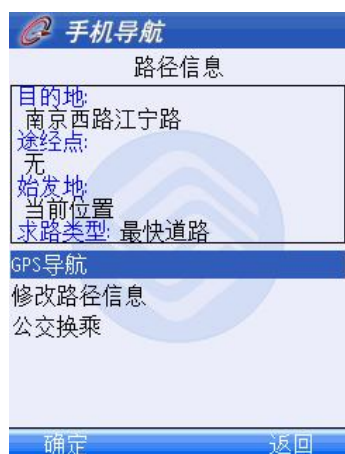 手机导航
路径信息
目的地:
南京西路江宁路
途经点:
无
始发地:
当前位置
求路类型: 最快道路
GPS导航
修改路径信息
公交换乘
确定 返回